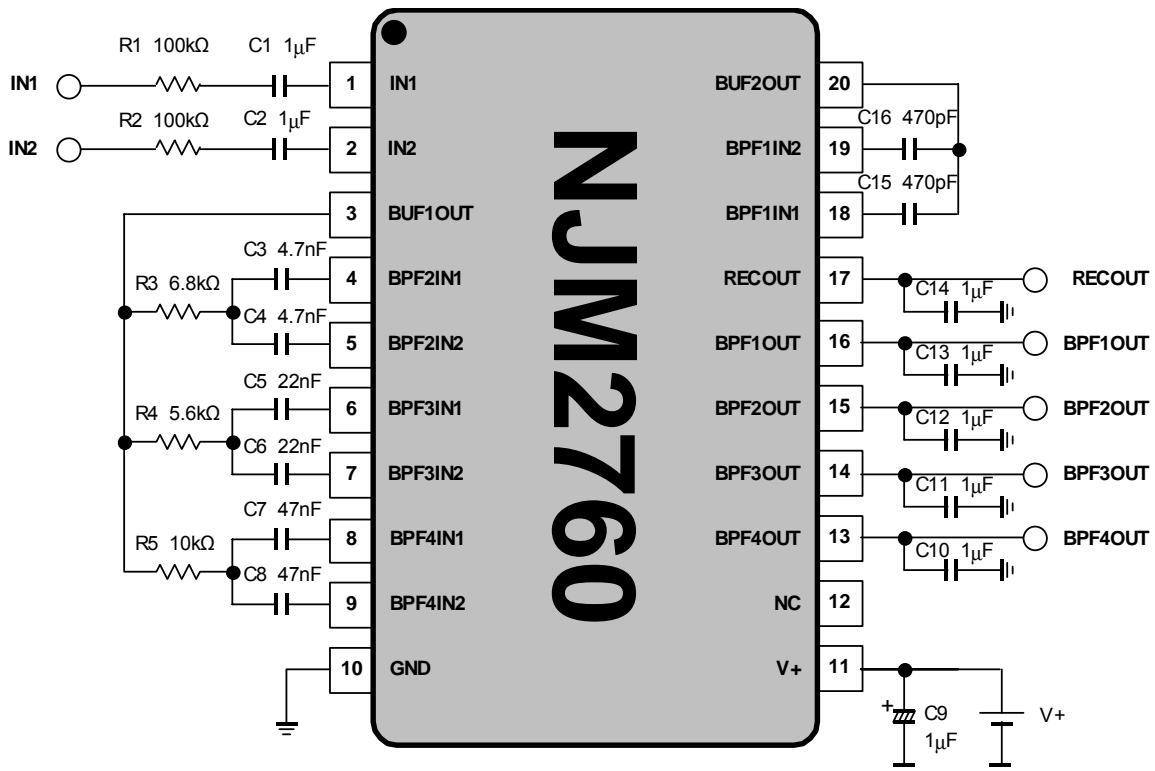 R1 100kΩ
C1 1μF
IN1
1
IN1
R2 100kΩ
C2 1μF
IN2
2
IN2
3
BUF1OUT
C3 4.7nF
4
BPF2IN1
R3 6.8kΩ
C4 4.7nF
5
BPF2IN2
C5 22nF
6
BPF3IN1
R4 5.6kΩ
C6 22nF
7
BPF3IN2
C7 47nF
8
BPF4IN1
R5 10kΩ
C8 47nF
9
BPF4IN2
10
GND
NJM2760
BUF2OUT
20
C16 470pF
BPF1IN2
19
C15 470pF
BPF1IN1
18
RECOUT
17
C14 1μF
RECOUT
BPF1OUT
16
C13 1μF
BPF1OUT
BPF2OUT
15
C12 1μF
BPF2OUT
BPF3OUT
14
C11 1μF
BPF3OUT
BPF4OUT
13
C10 1μF
BPF4OUT
NC
12
V+
11
+
C9
1μF
V+